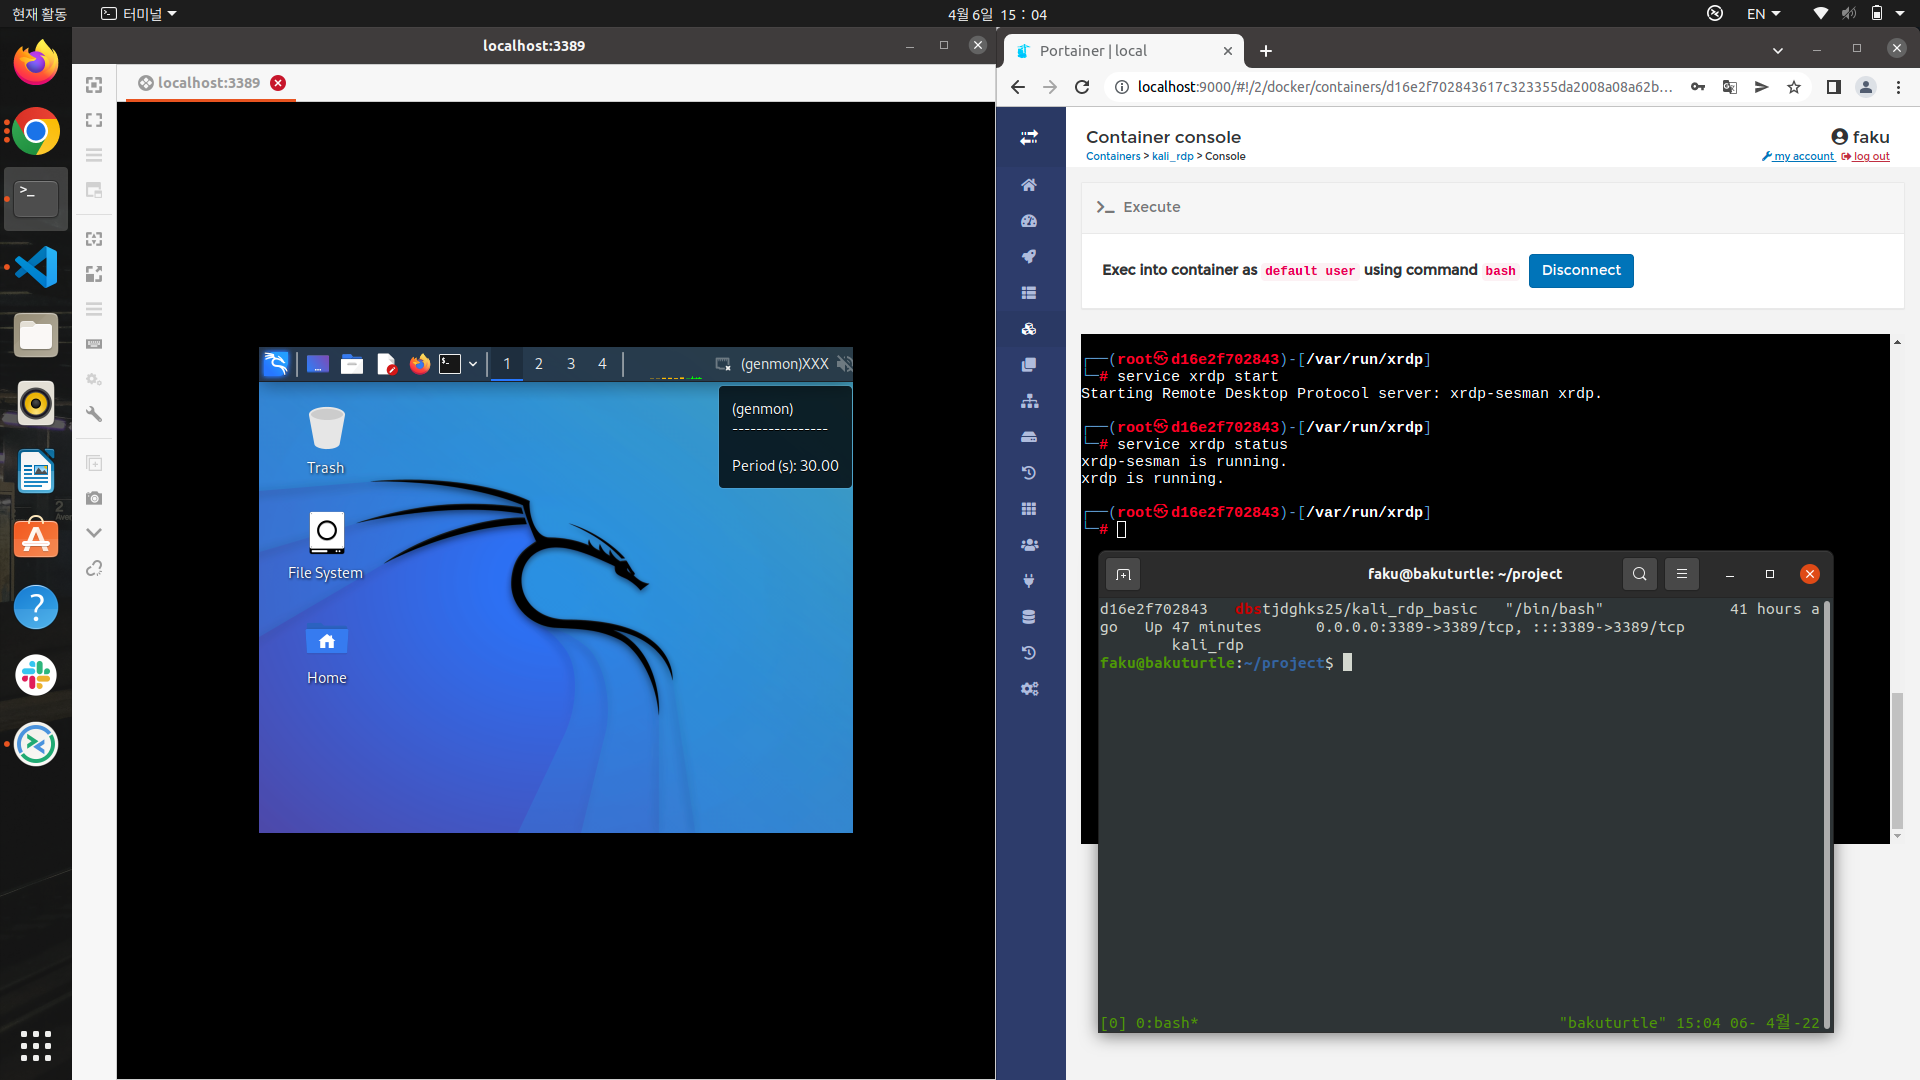 현재 활동
터미널
4월 6일 15 : 04
EN
localhost:3389
localhost:3389
1 2 3 4
(genmon)XXX
(genmon)
----------------
Period (s): 30.00
Trash
File System
Home
Portainer | local
localhost:9000/#!/2/docker/containers/d16e2f702843617c323355da2008a08a62b...
Container console
Containers > kali_rdp > Console
faku
my account log out
>_ Execute
Exec into container as default user using command bash
Disconnect
┌──(root㉿d16e2f702843)-[/var/run/xrdp]
└─# service xrdp start
Starting Remote Desktop Protocol server: xrdp-sesman xrdp.
┌──(root㉿d16e2f702843)-[/var/run/xrdp]
└─# service xrdp status
xrdp-sesman is running.
xrdp is running.
┌──(root㉿d16e2f702843)-[/var/run/xrdp]
└─#
faku@bakuturtle: ~/project
d16e2f702843 dbstjdghks25/kali_rdp_basic "/bin/bash" 41 hours a
go Up 47 minutes 0.0.0.0:3389->3389/tcp, :::3389->3389/tcp
kali_rdp
faku@bakuturtle:~/project$
[0] 0:bash* "bakuturtle" 15:04 06- 4월-22